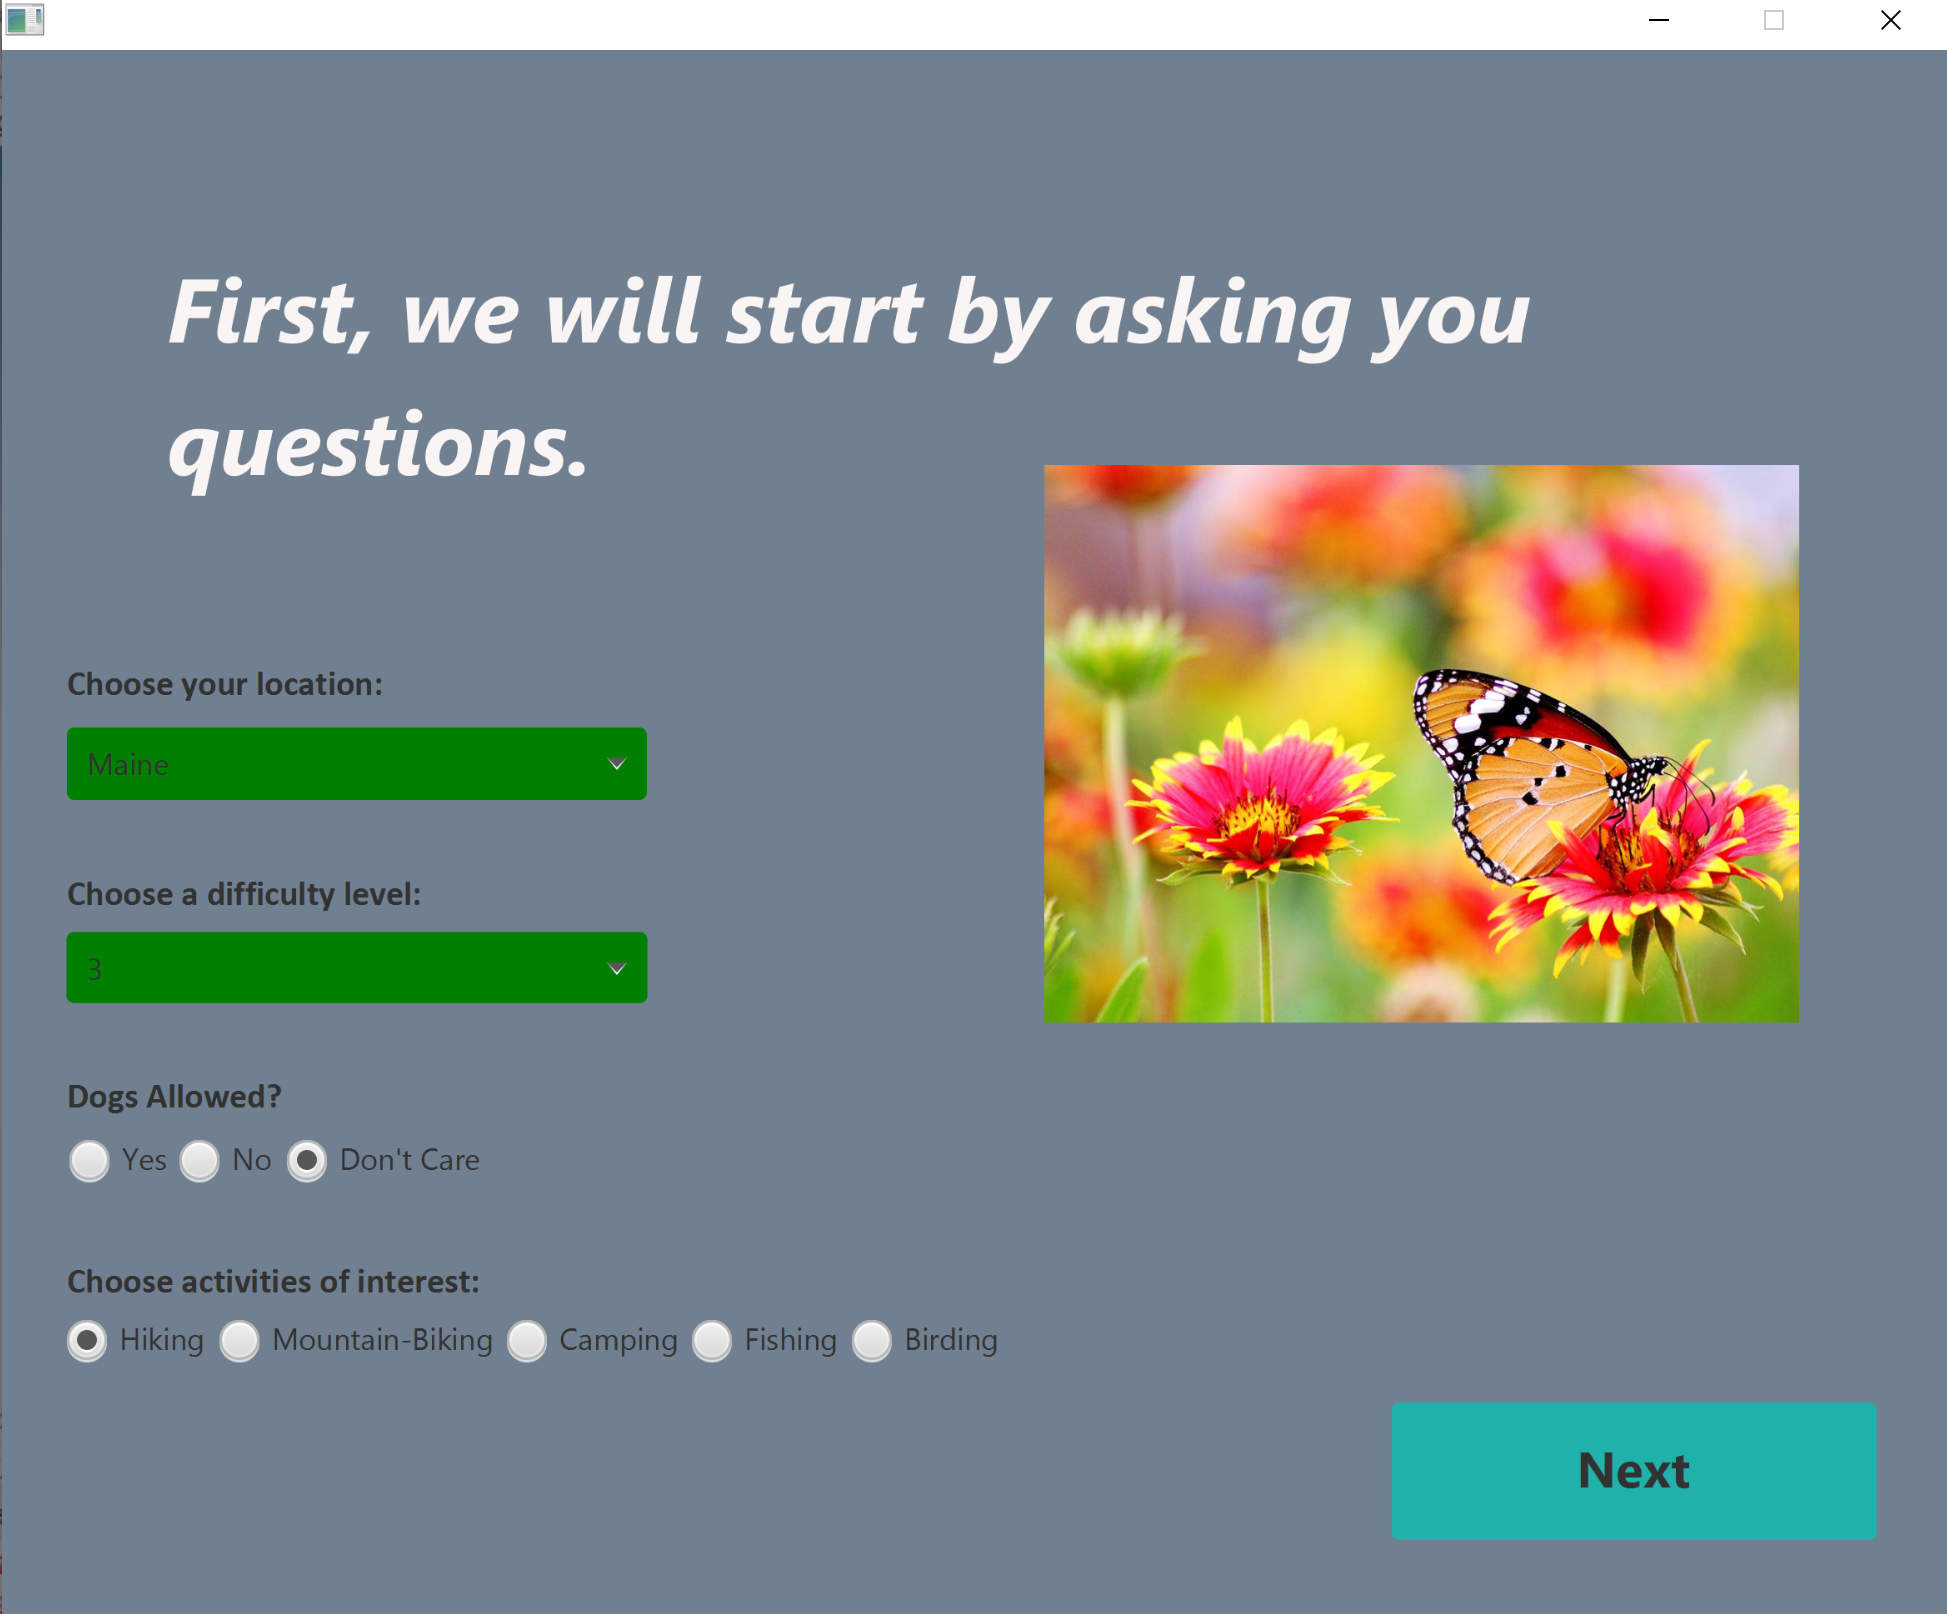 First, we will start by asking you
questions.
Choose your location:
Maine
Choose a difficulty level:
3
Dogs Allowed?
Yes No Don't Care
Choose activities of interest:
Hiking Mountain-Biking Camping Fishing Birding
Next